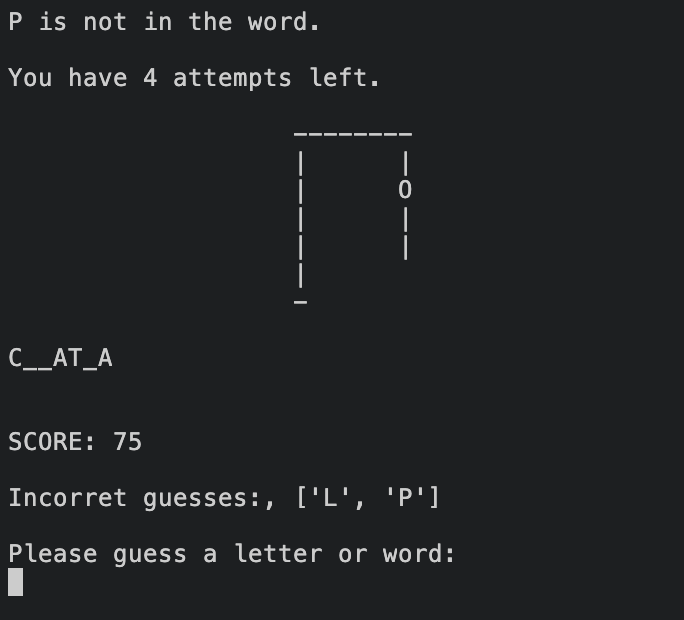 P is not in the word.
You have 4 attempts left.
--------
|      |
|      O
|      |
|      |
|
-
C__AT_A
SCORE: 75
Incorret guesses:, ['L', 'P']
Please guess a letter or word: